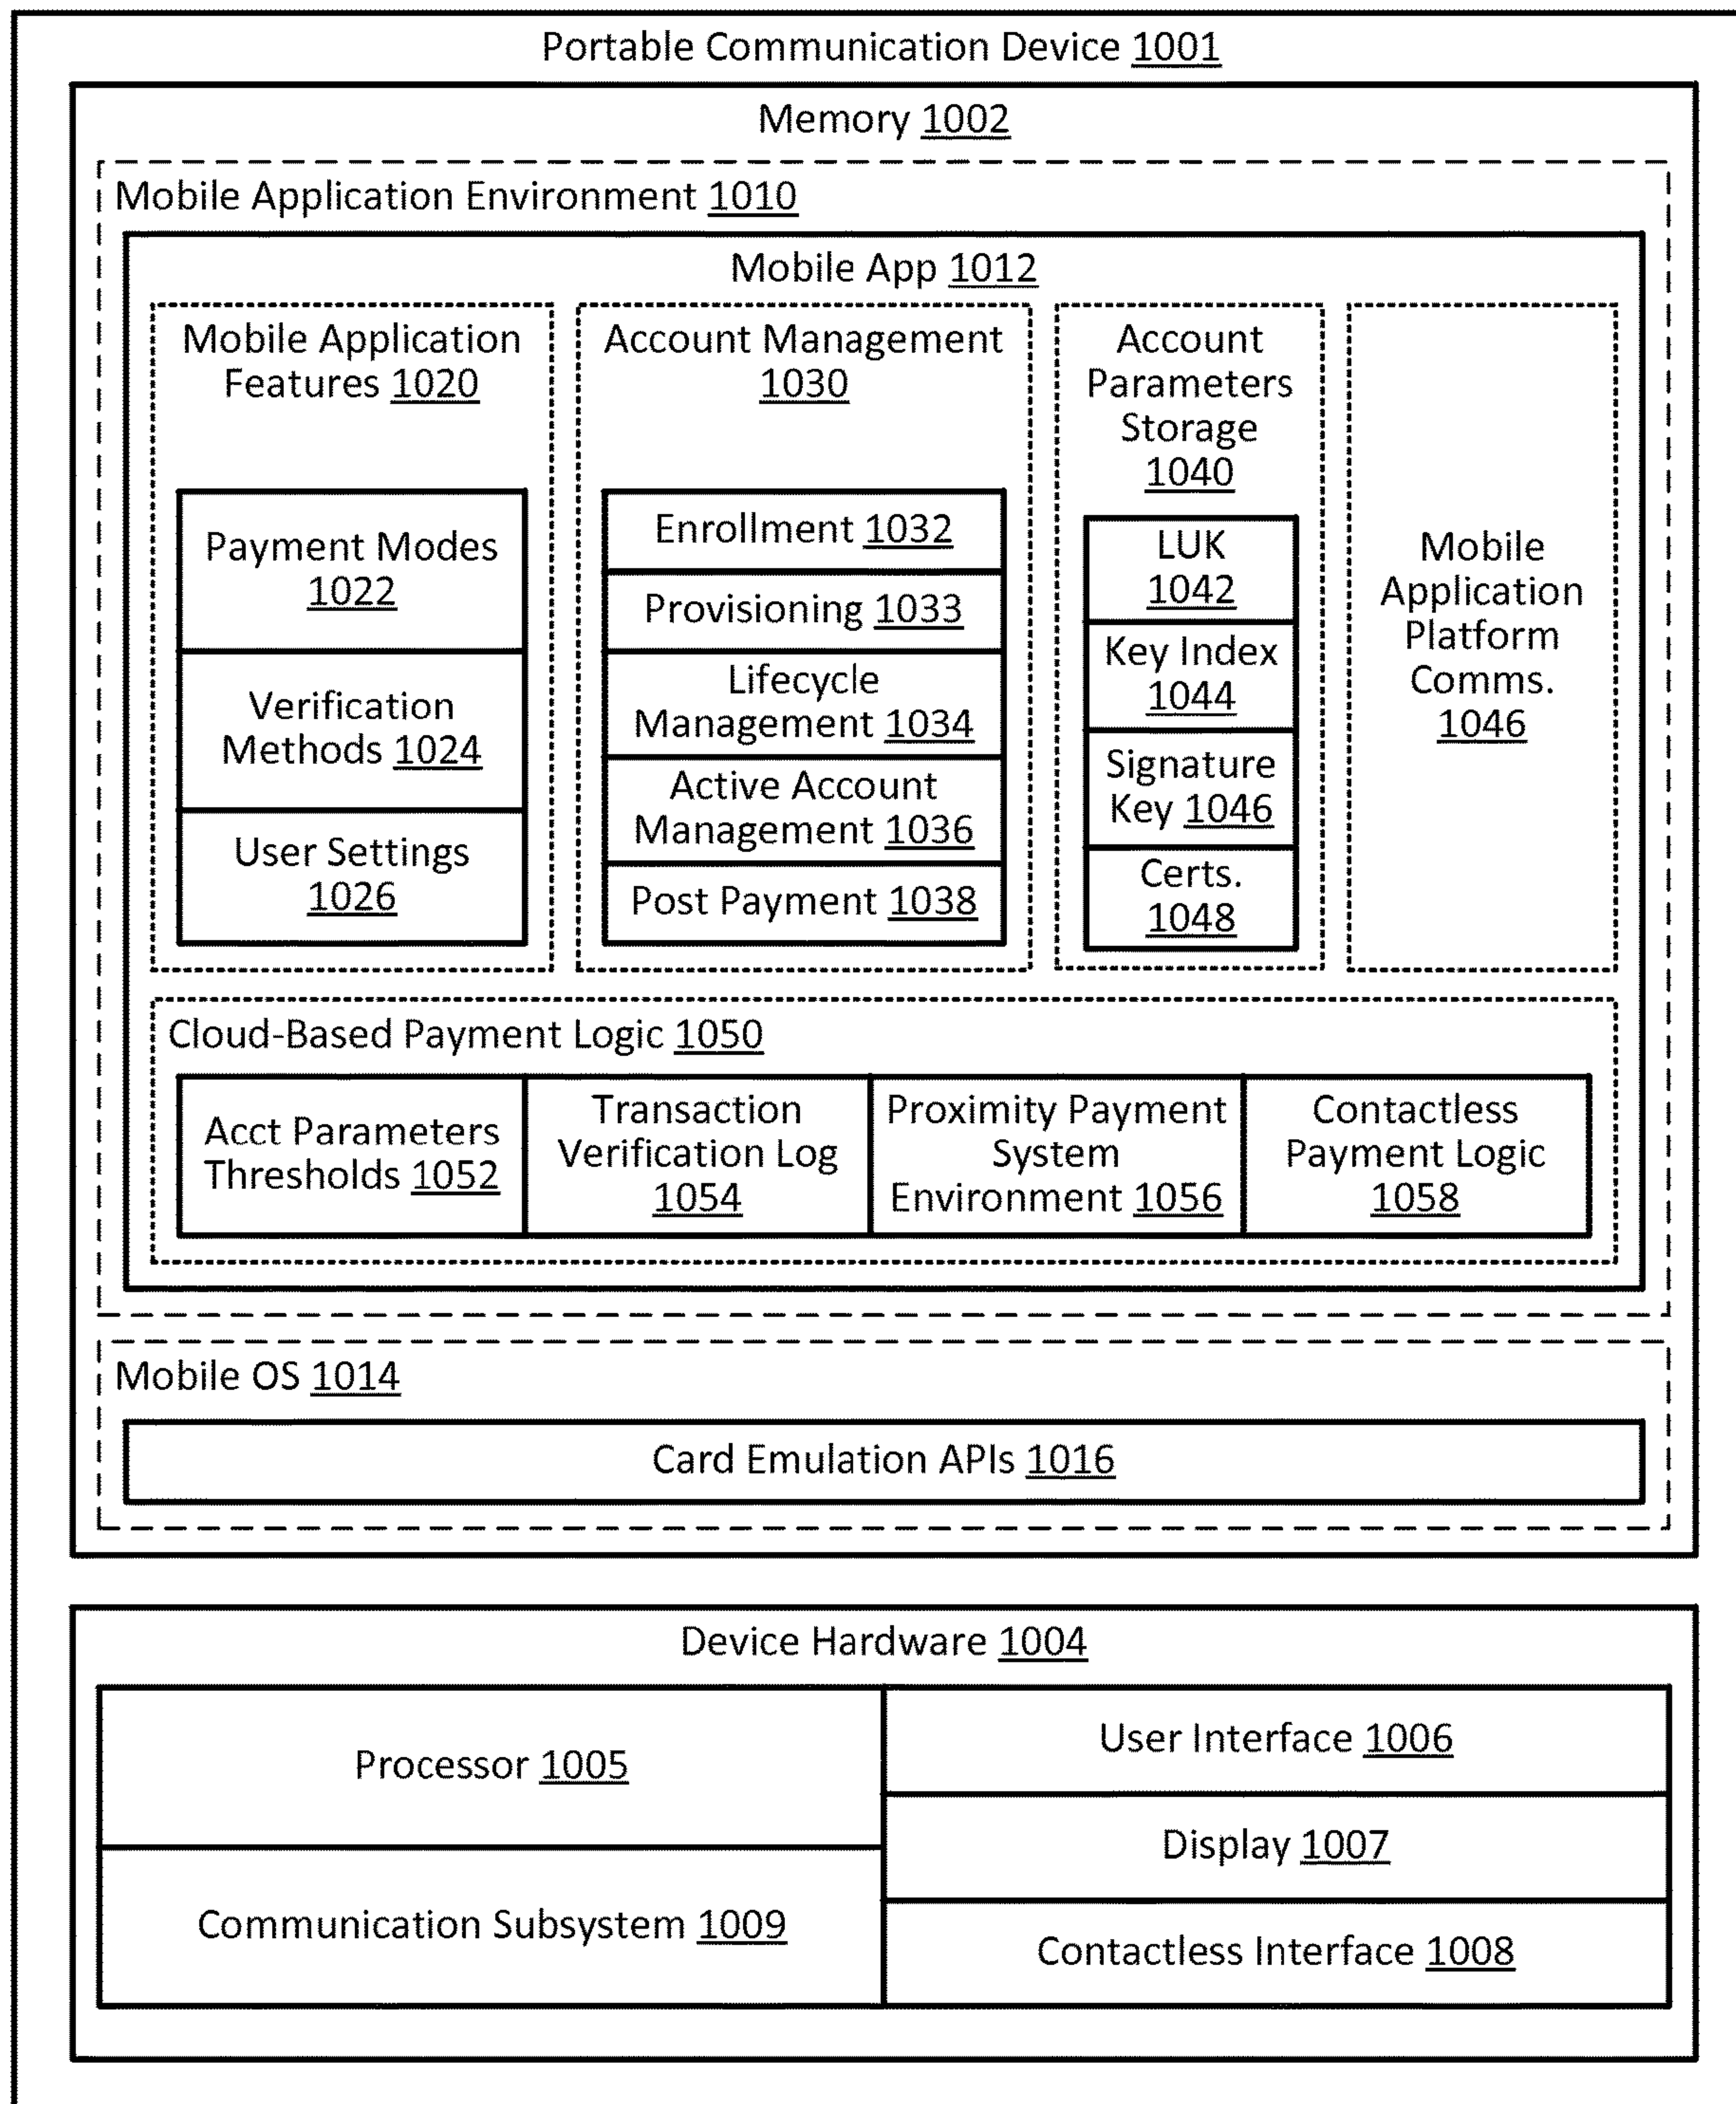 Portable Communication Device 1001
Memory 1002
Mobile Application Environment 1010
Mobile App 1012
Mobile Application
Features 1020
Payment Modes
1022
Verification
Methods 1024
User Settings
1026
Account Management
1030
Enrollment 1032
Provisioning 1033
Lifecycle
Management 1034
Active Account
Management 1036
Post Payment 1038
Account
Parameters
Storage
1040
LUK
1042
Key Index
1044
Signature
Key 1046
Certs.
1048
Mobile
Application
Platform
Comms.
1046
Cloud-Based Payment Logic 1050
Acct Parameters
Thresholds 1052
Transaction
Verification Log
1054
Proximity Payment
System
Environment 1056
Contactless
Payment Logic
1058
Mobile OS 1014
Card Emulation APIs 1016
Device Hardware 1004
Processor 1005
Communication Subsystem 1009
User Interface 1006
Display 1007
Contactless Interface 1008